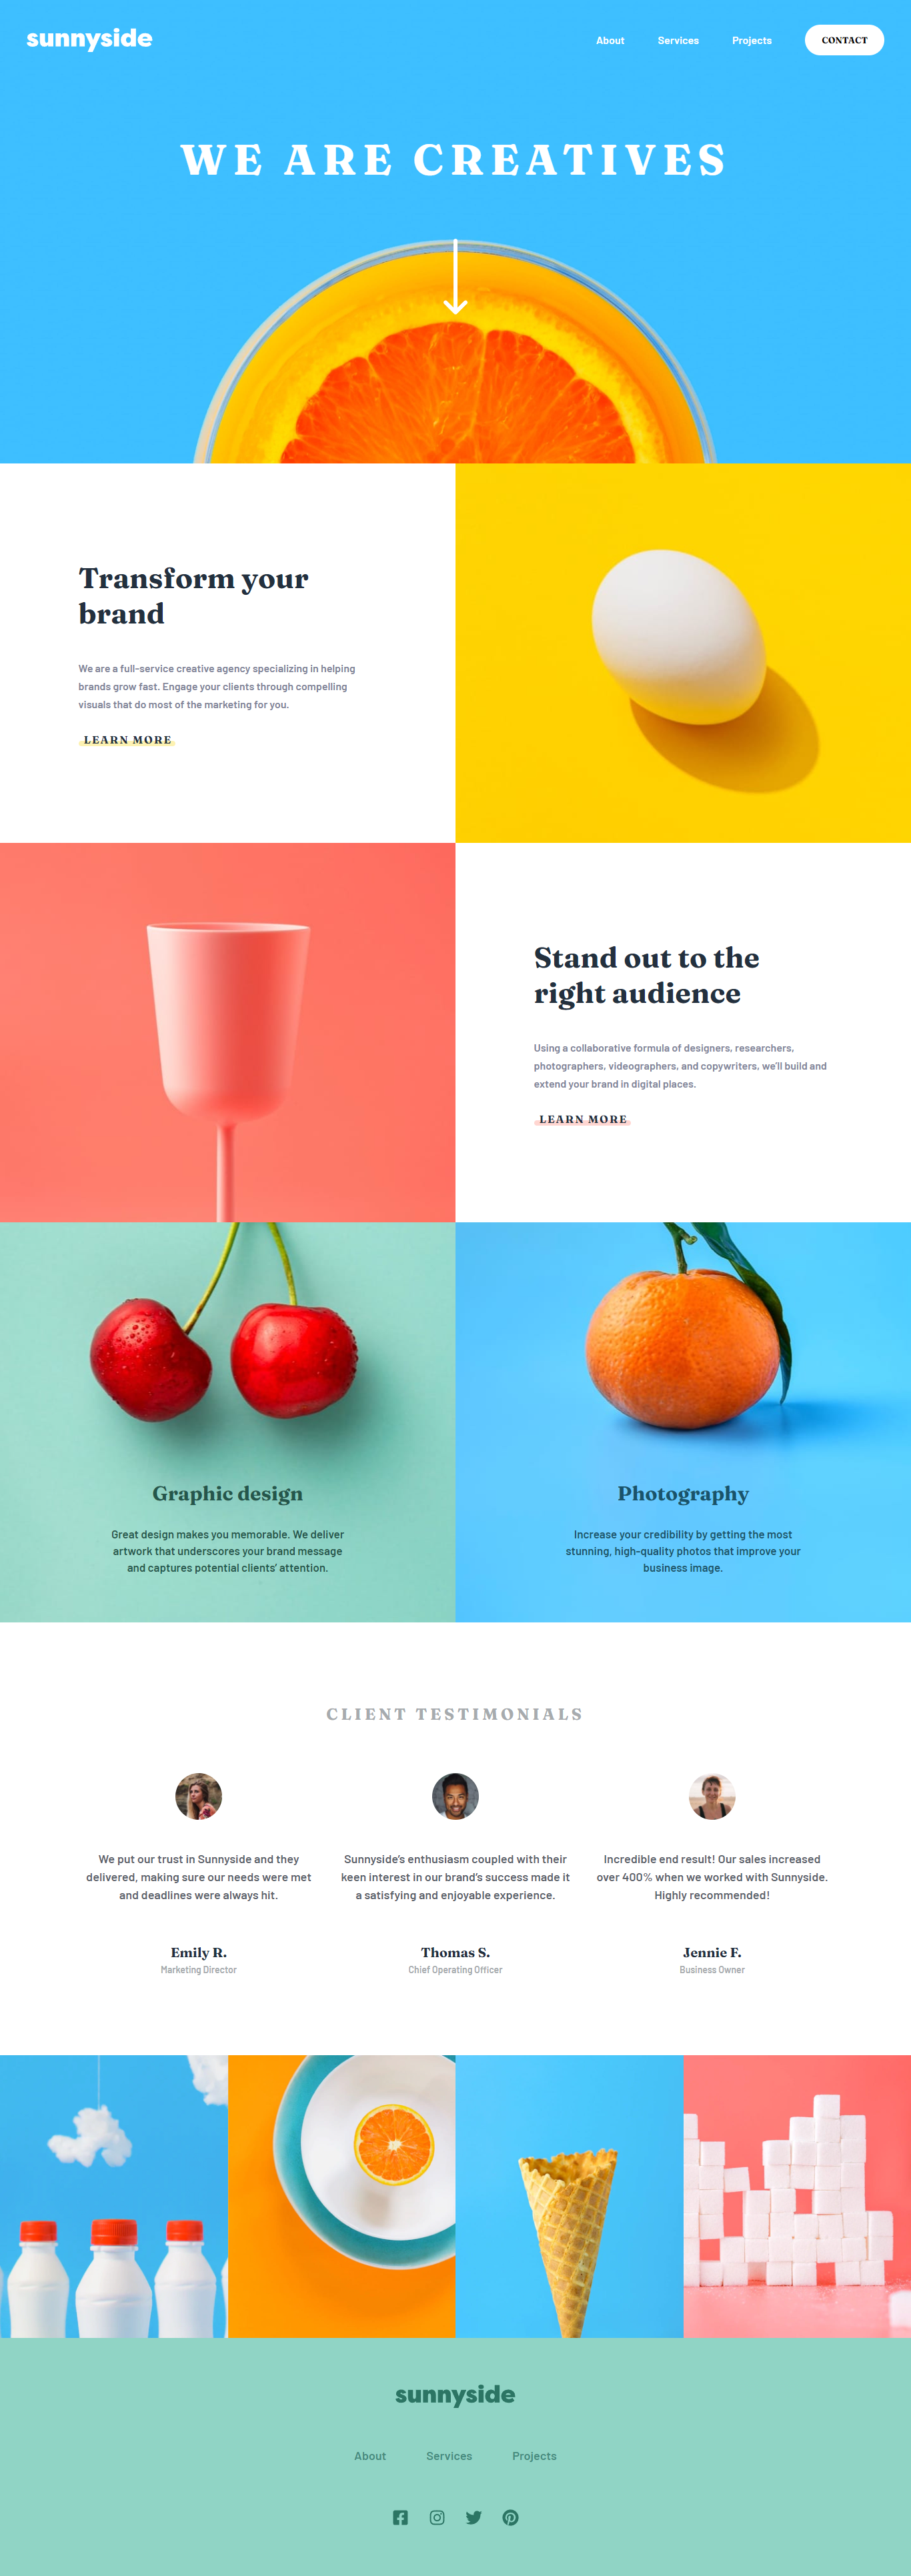 sunnyside
About Services Projects CONTACT
WE ARE CREATIVES
Transform your
brand
We are a full-service creative agency specializing in helping
brands grow fast. Engage your clients through compelling
visuals that do most of the marketing for you.
LEARN MORE
Stand out to the
right audience
Using a collaborative formula of designers, researchers,
photographers, videographers, and copywriters, we'll build and
extend your brand in digital places.
LEARN MORE
Graphic design
Great design makes you memorable. We deliver
artwork that underscores your brand message
and captures potential clients' attention.
Photography
Increase your credibility by getting the most
stunning, high-quality photos that improve your
business image.
CLIENT TESTIMONIALS
We put our trust in Sunnyside and they
delivered, making sure our needs were met
and deadlines were always hit.
Emily R.
Marketing Director
Sunnyside's enthusiasm coupled with their
keen interest in our brand's success made it
a satisfying and enjoyable experience.
Thomas S.
Chief Operating Officer
Incredible end result! Our sales increased
over 400% when we worked with Sunnyside.
Highly recommended!
Jennie F.
Business Owner
sunnyside
About Services Projects